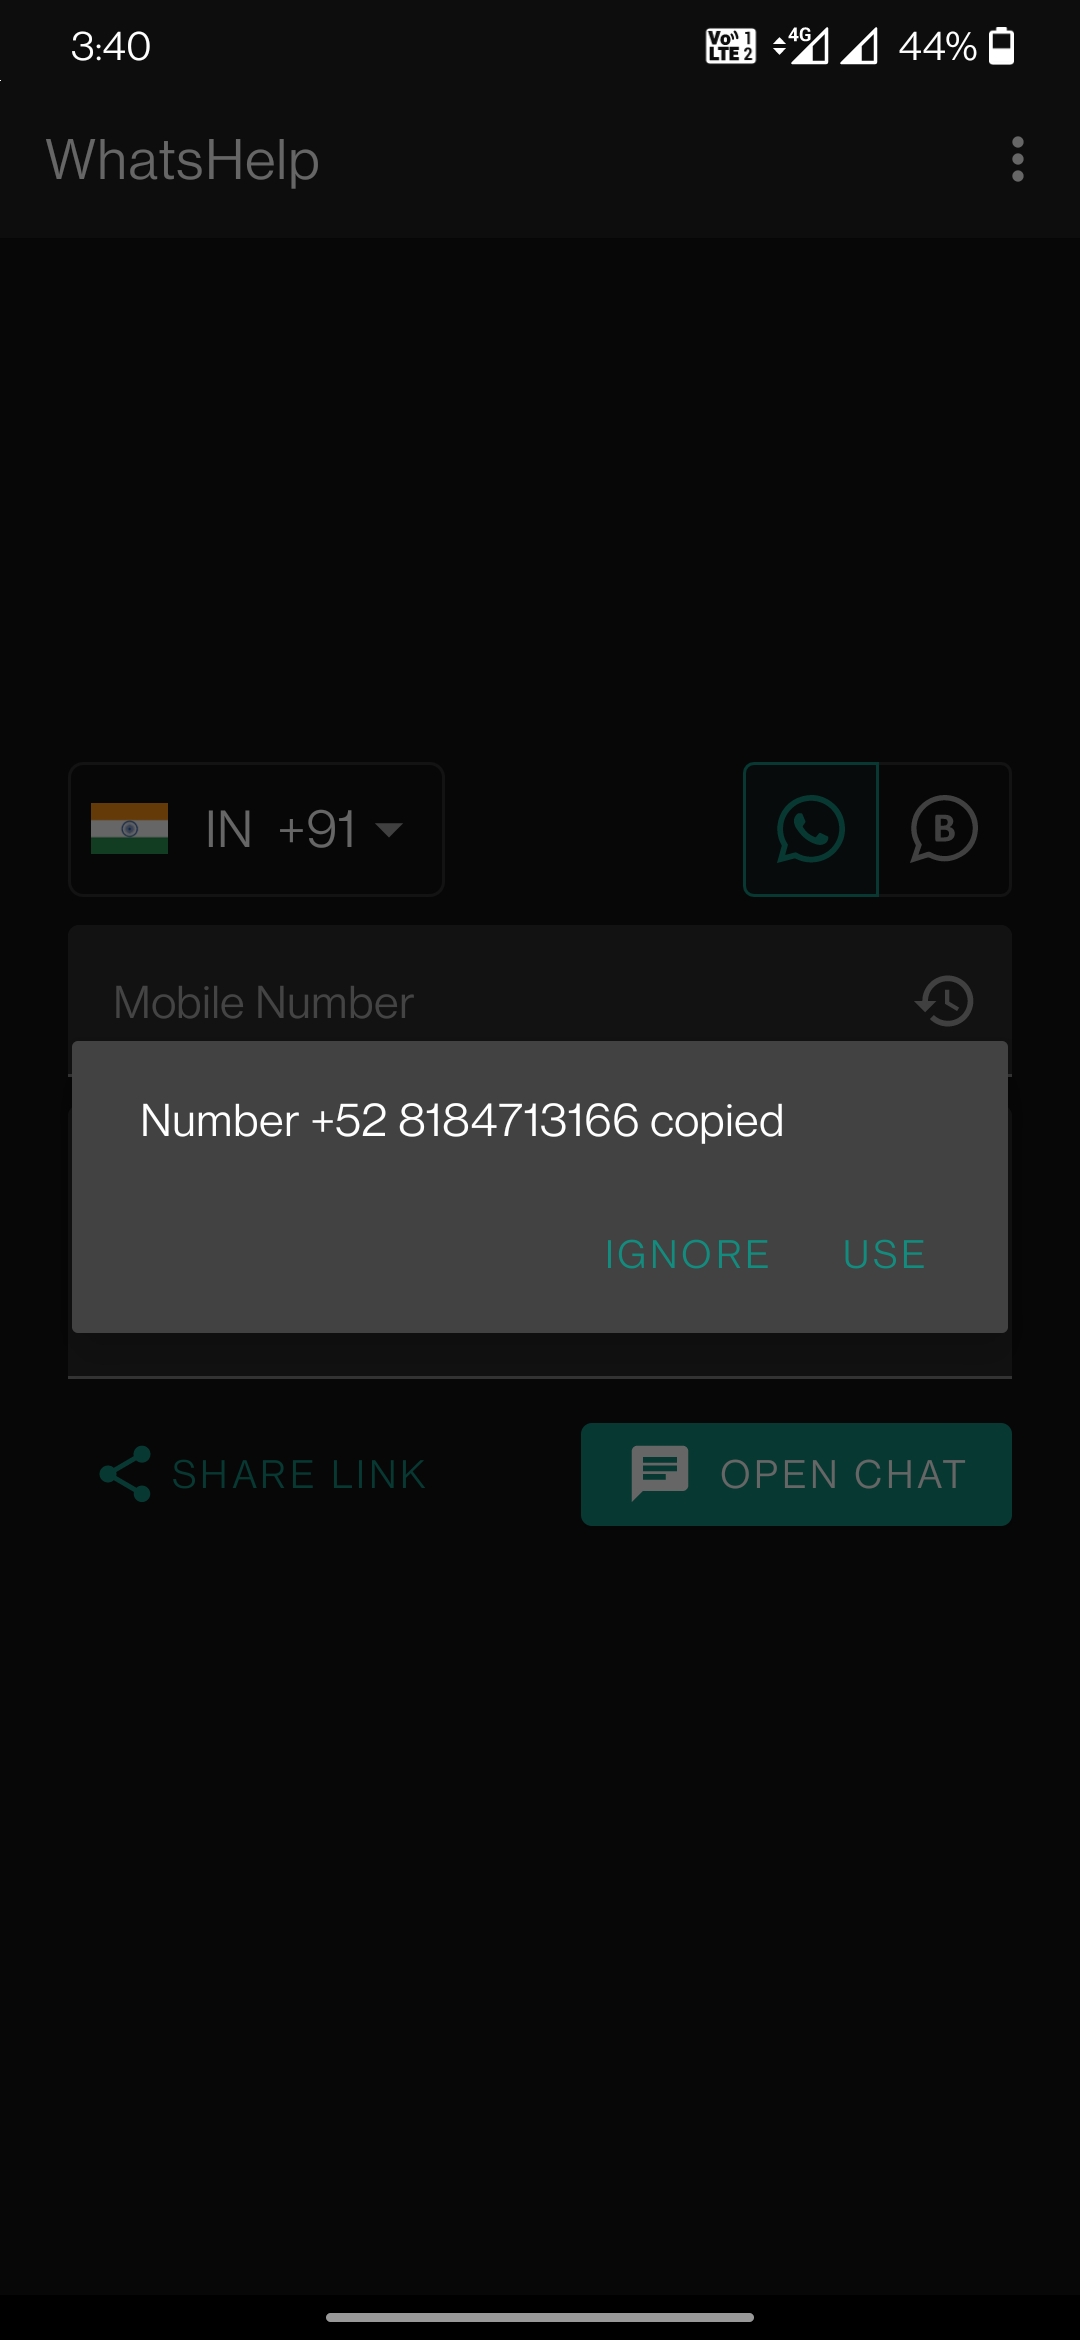 3:40
Vo 1
LTE 2
4G
44%
WhatsHelp
IN +91
B
Mobile Number
Number +52 8184713166 copied
IGNORE USE
SHARE LINK
OPEN CHAT